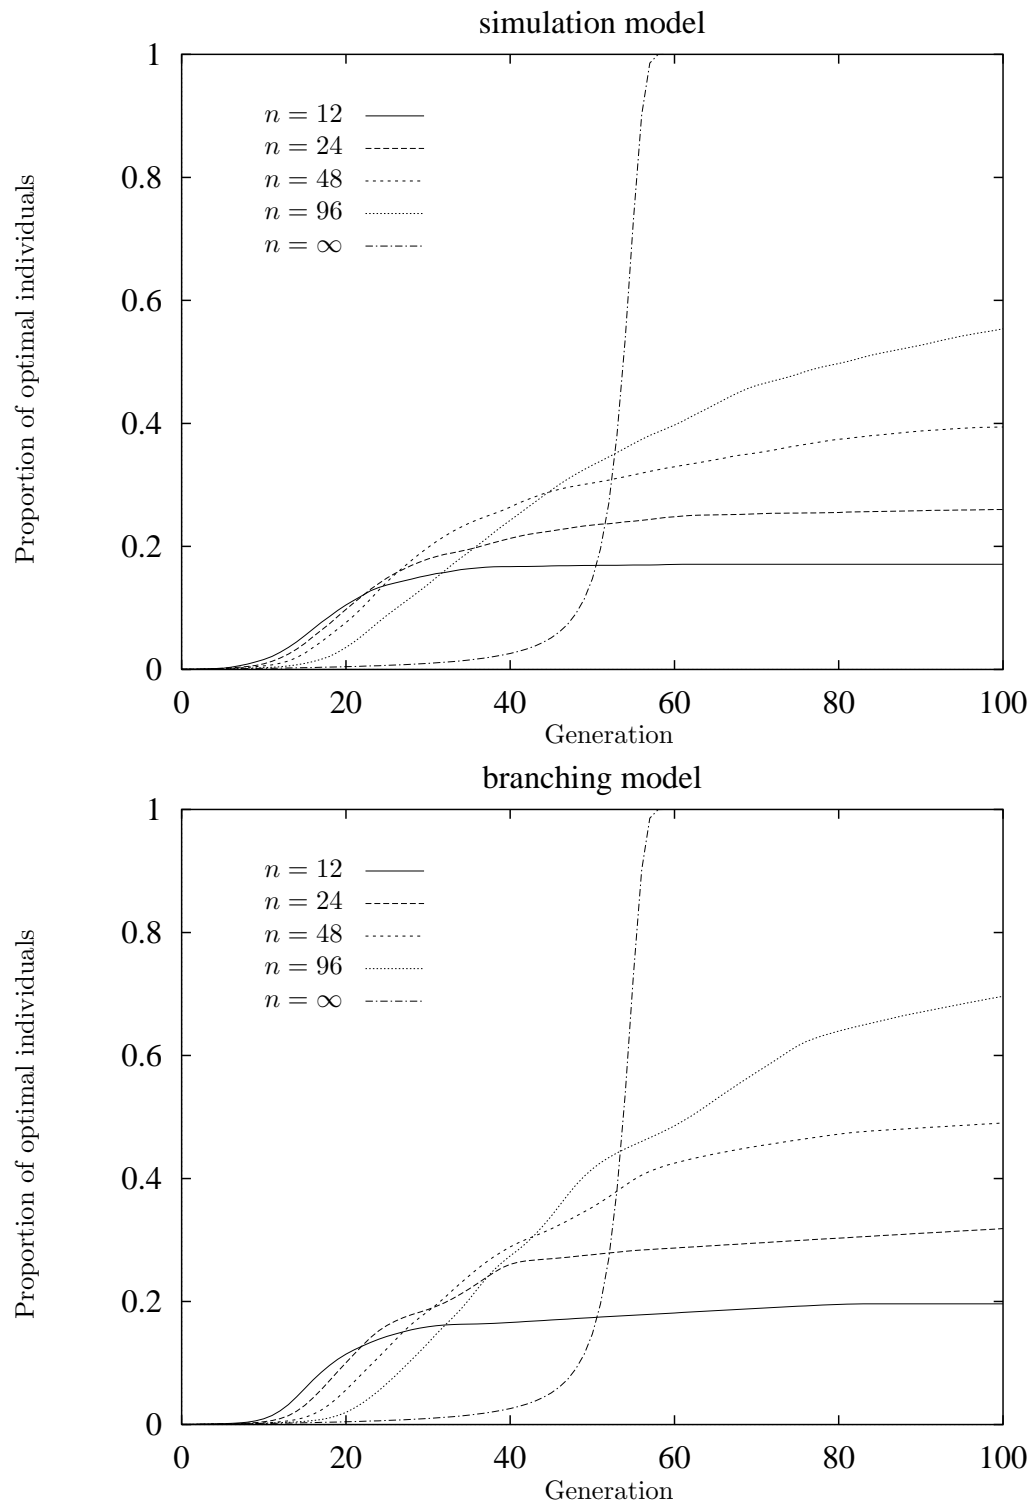 simulation model
1
0.8
0.6
0.4
0.2
0
Proportion of optimal individuals
n = 12
n = 24
n = 48
n = 96
n = ∞
0 20 40 60 80 100
Generation
branching model
1
0.8
0.6
0.4
0.2
0
Proportion of optimal individuals
n = 12
n = 24
n = 48
n = 96
n = ∞
0 20 40 60 80 100
Generation